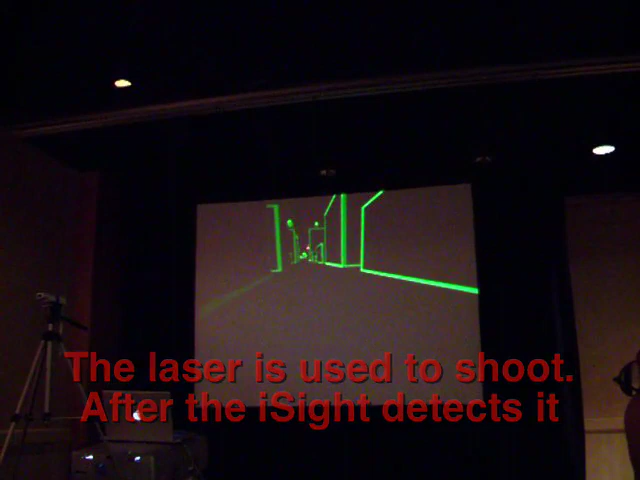 The laser is used to shoot.
After the iSight detects it